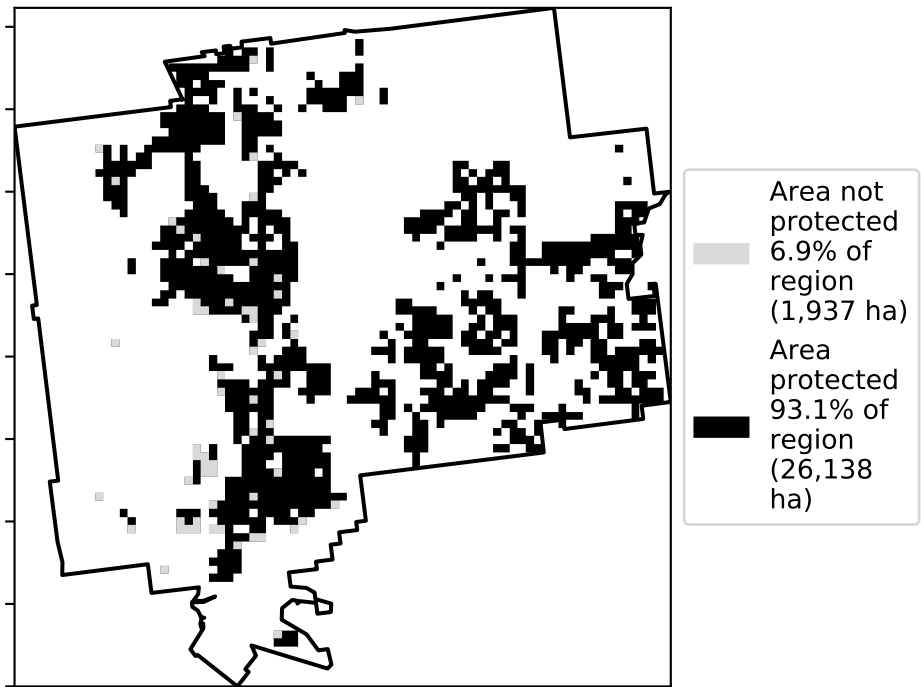 Area not
protected
6.9% of
region
(1,937 ha)
Area
protected
93.1% of
region
(26,138
ha)